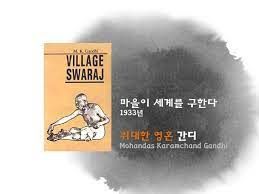 M. K. Gandhi
VILLAGE
SWARAJ
마을이 세계를 구한다
1933년
위대한 영혼 간디
Mohandas Karamchand Gandhi